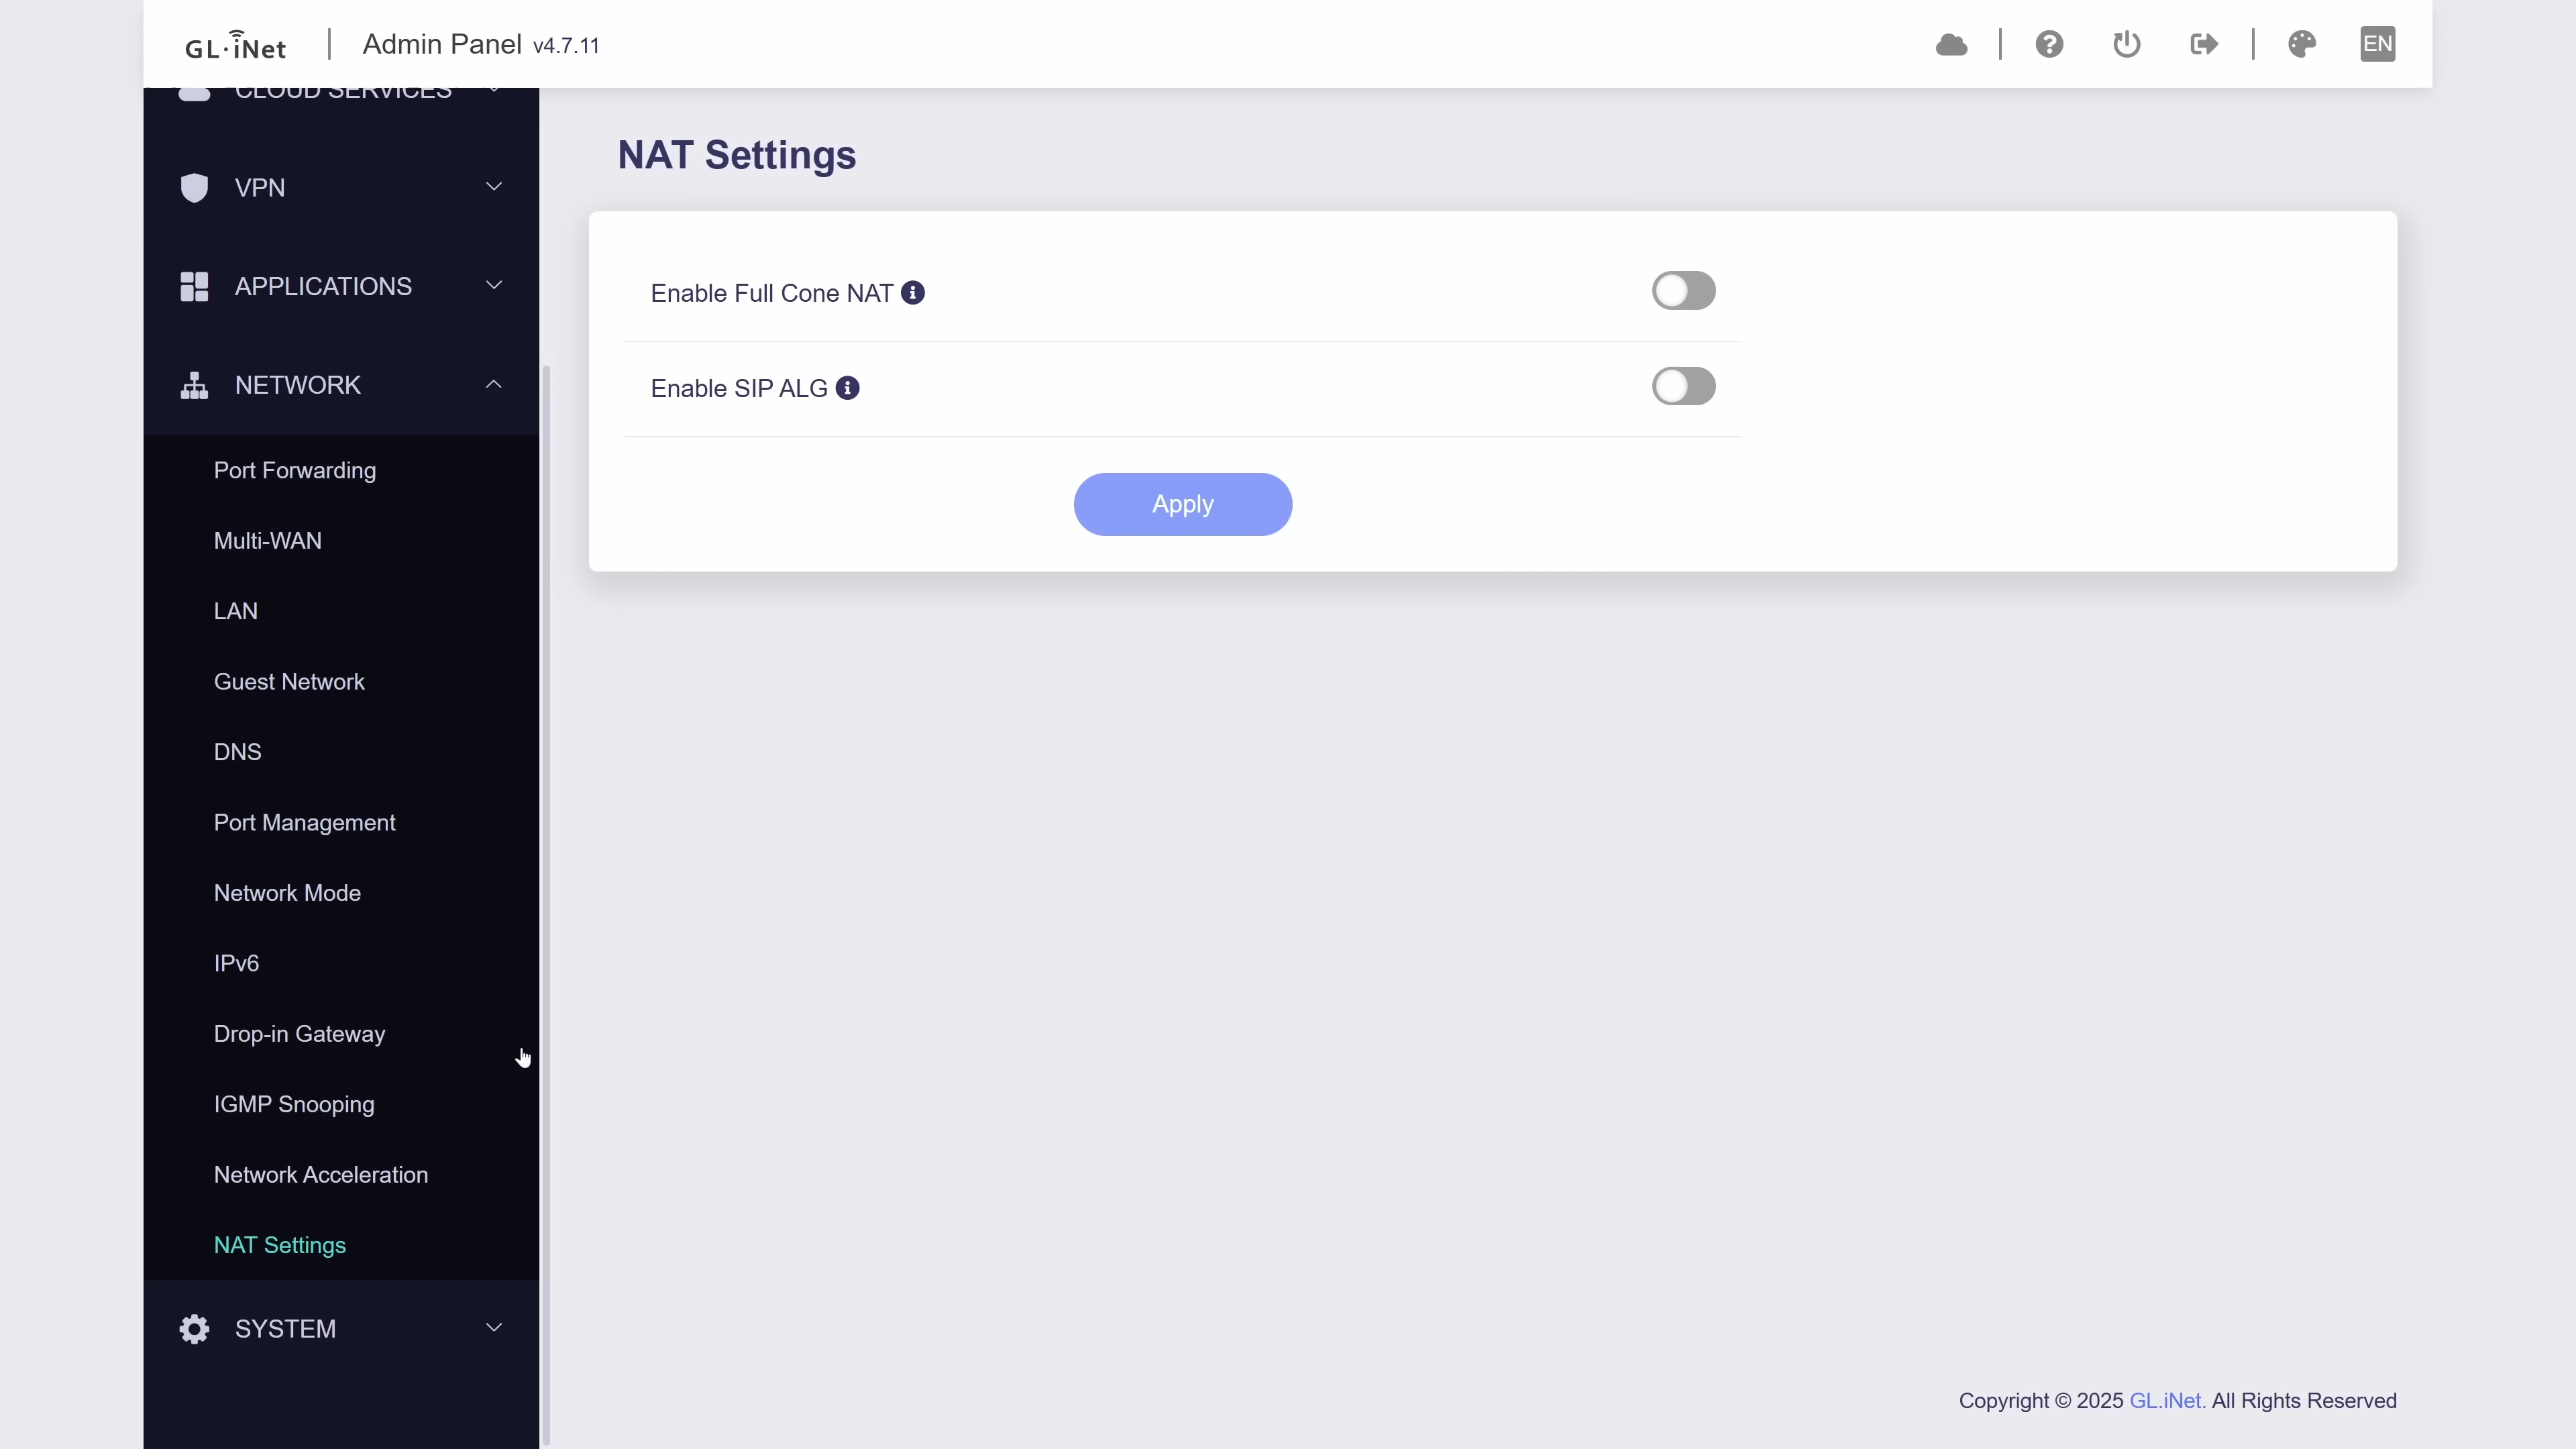 GL·iNet
Admin Panel v4.7.11
EN
CLOUD SERVICES
VPN
APPLICATIONS
NETWORK
Port Forwarding
Multi-WAN
LAN
Guest Network
DNS
Port Management
Network Mode
IPv6
Drop-in Gateway
IGMP Snooping
Network Acceleration
NAT Settings
SYSTEM
NAT Settings
Enable Full Cone NAT
Enable SIP ALG
Apply
Copyright © 2025 GL.iNet. All Rights Reserved